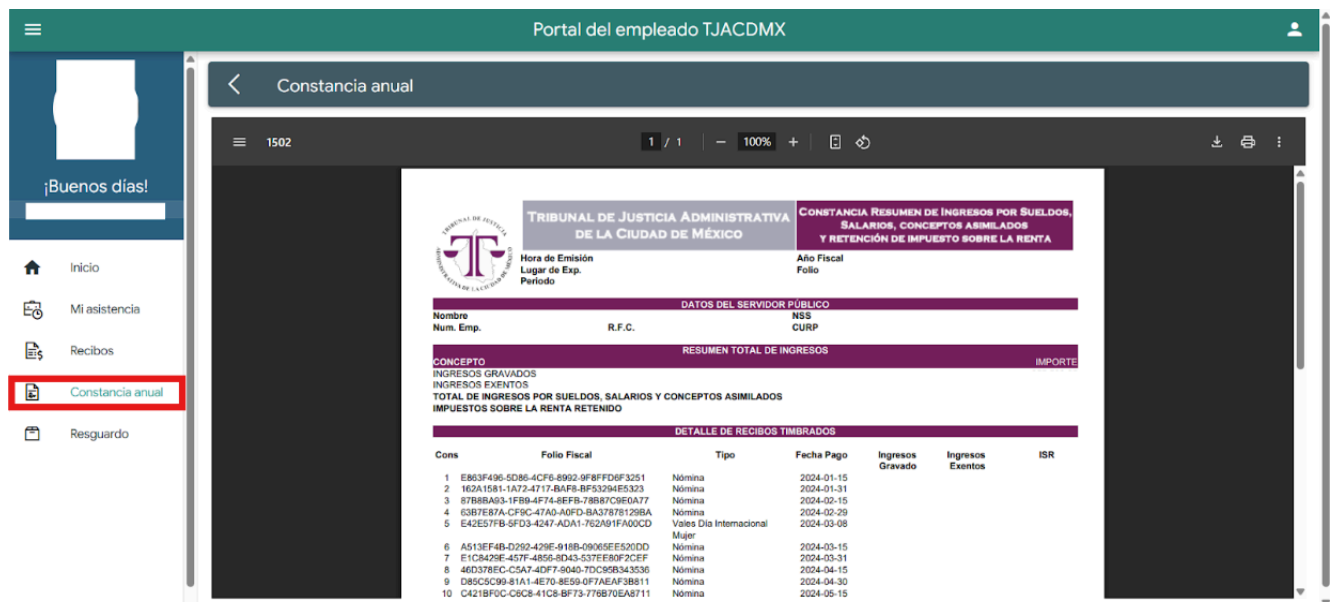 Portal del empleado TJACDMX
Constancia anual
1502
1 / 1
100%
¡Buenos días!
Inicio
Mi asistencia
Recibos
Constancia anual
Resguardo
TRIBUNAL DE JUSTICIA ADMINISTRATIVA
DE LA CIUDAD DE MÉXICO
CONSTANCIA RESUMEN DE INGRESOS POR SUELDOS,
SALARIOS, CONCEPTOS ASIMILADOS
Y RETENCIÓN DE IMPUESTO SOBRE LA RENTA
TJ
Hora de Emisión Año Fiscal
Lugar de Exp. Folio
Periodo
DATOS DEL SERVIDOR PÚBLICO
Nombre NSS
Num. Emp. R.F.C. CURP
RESUMEN TOTAL DE INGRESOS
CONCEPTO IMPORTE
INGRESOS GRAVADOS
INGRESOS EXENTOS
TOTAL DE INGRESOS POR SUELDOS, SALARIOS Y CONCEPTOS ASIMILADOS
IMPUESTOS SOBRE LA RENTA RETENIDO
DETALLE DE RECIBOS TIMBRADOS
Cons Folio Fiscal Tipo Fecha Pago Ingresos Gravado Ingresos Exentos ISR
1 E863F496-5D86-4CF6-8992-9F8FFD6F3251 Nómina 2024-01-15
2 162A1581-1A72-4717-BAF8-BF53294E5323 Nómina 2024-01-31
3 87B8BA93-1FB9-4F74-8EFB-78B87C9E0A77 Nómina 2024-02-15
4 63B7E87A-CF9C-47A0-A0FD-BA37878129BA Nómina 2024-02-29
5 E42E57FB-5FD3-4247-ADA1-762A91FA00CD Vales Día Internacional 2024-03-08
Mujer
6 A513EF4B-D292-429E-918B-09065EE520DD Nómina 2024-03-15
7 E1C8429E-457F-4856-8D43-537EE80F2CEF Nómina 2024-03-31
8 46D378EC-C5A7-4DF7-9040-7DC95B343536 Nómina 2024-04-15
9 D85C5C99-81A1-4E70-8E59-0F7AEAF3B811 Nómina 2024-04-30
10 C421BF0C-C6C8-41C8-BF73-776B70EA8711 Nómina 2024-05-15